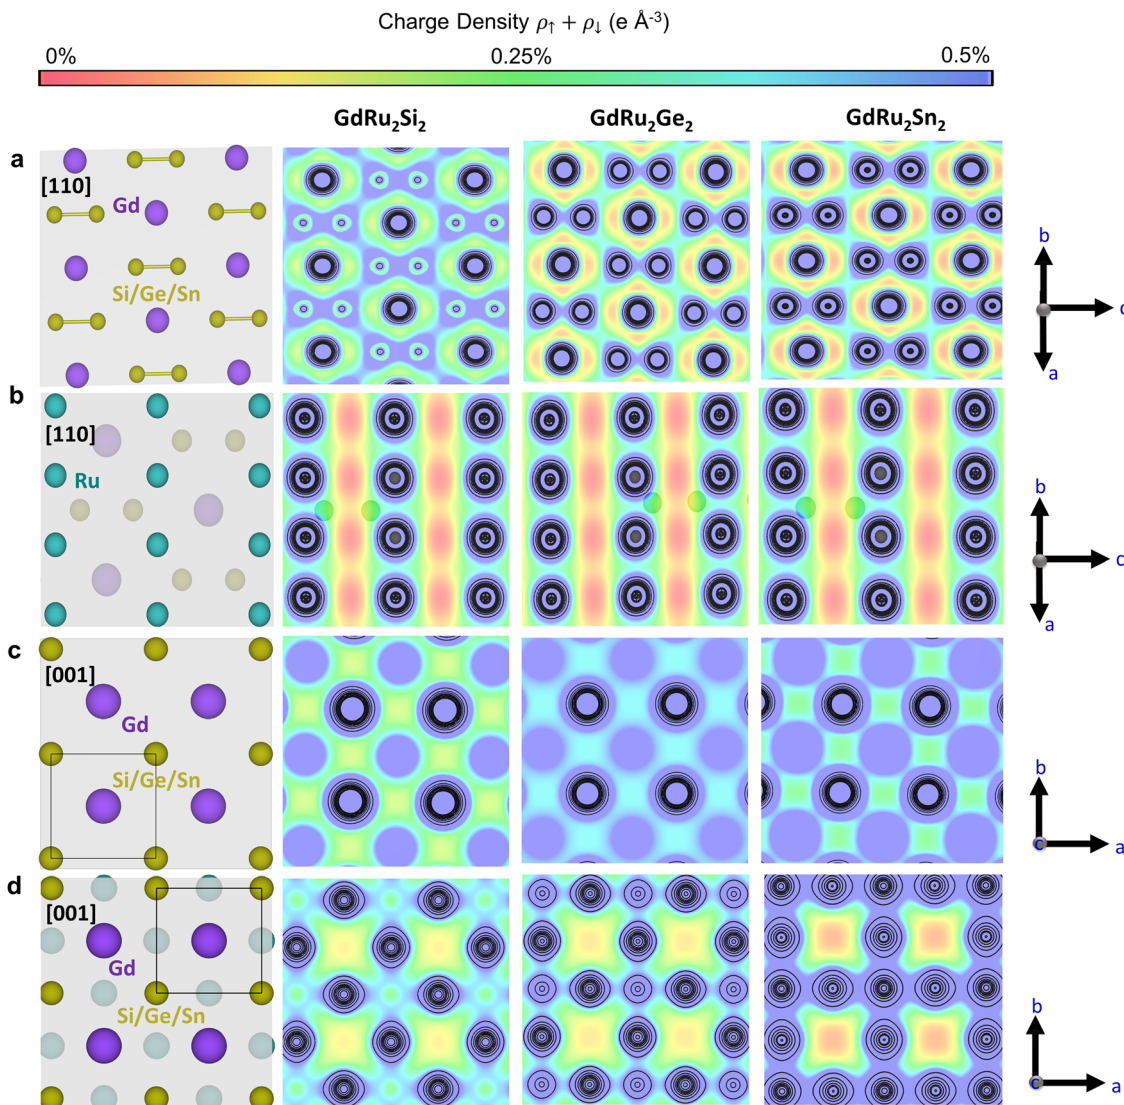 Charge Density ρ↑ + ρ↓ (e Å-3)
0% 0.25% 0.5%
GdRu2Si2 GdRu2Ge2 GdRu2Sn2
a
[110]
Gd
Si/Ge/Sn
b
c
a
b
[110]
Ru
b
c
a
c
[001]
Gd
Si/Ge/Sn
b
c
a
d
[001]
Gd
Si/Ge/Sn
b
c
a